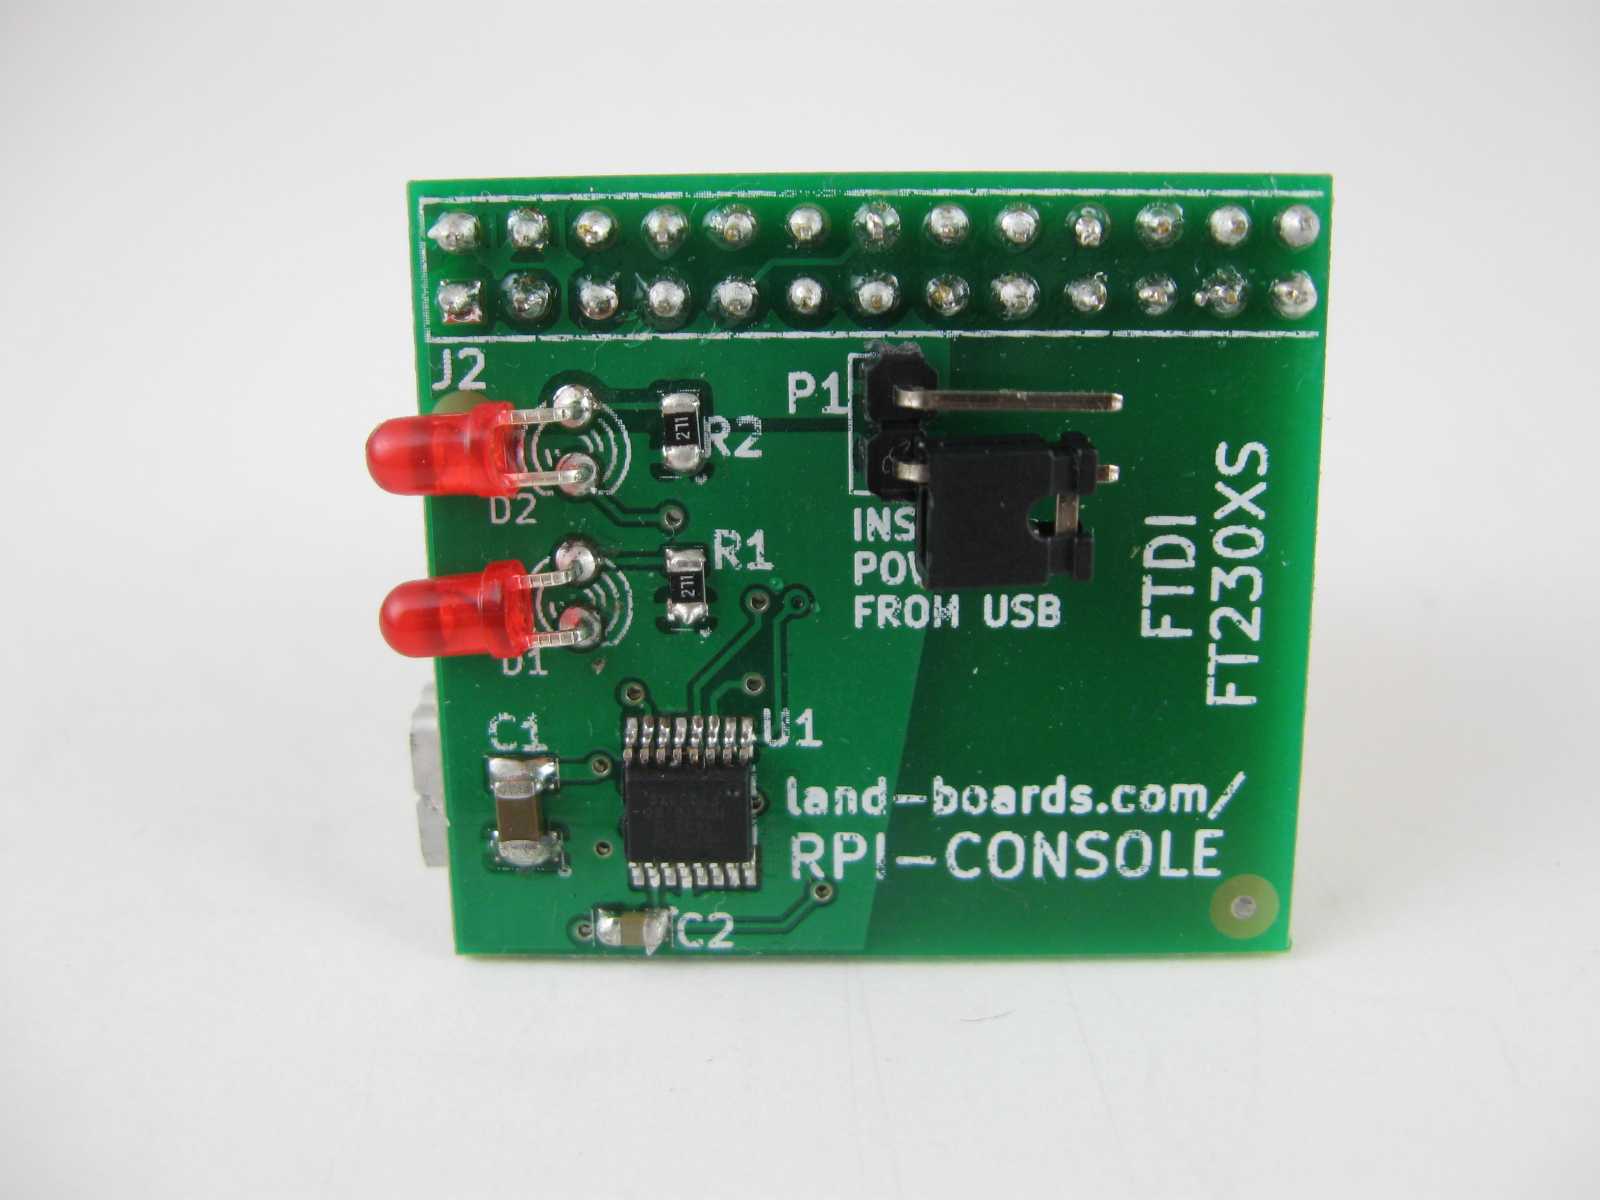 J2
P1
R2
271
D2
INS
POW
FROM USB
R1
271
D1
FTDI
FT230XS
C1
U1
land-boards.com/
RPI-CONSOLE
C2